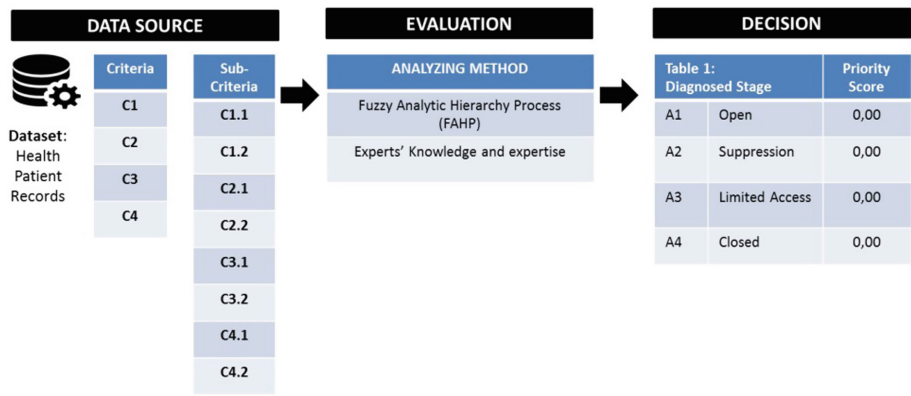 DATA SOURCE
Dataset:
Health
Patient
Records
Criteria
C1
C2
C3
C4
Sub-
Criteria
C1.1
C1.2
C2.1
C2.2
C3.1
C3.2
C4.1
C4.2
EVALUATION
ANALYZING METHOD
Fuzzy Analytic Hierarchy Process
(FAHP)
Experts' Knowledge and expertise
DECISION
Table 1:
Diagnosed Stage
Priority
Score
A1 Open 0,00
A2 Suppression 0,00
A3 Limited Access 0,00
A4 Closed 0,00